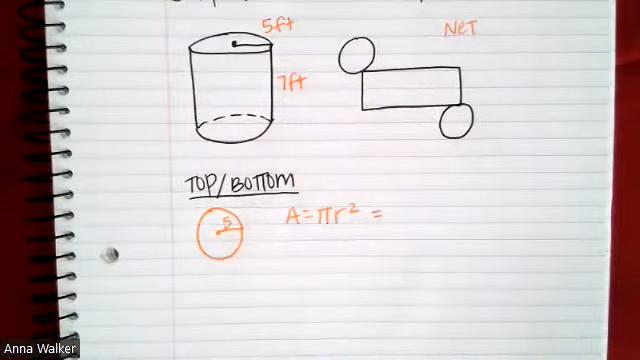 5ft
NET
7ft
TOP/BOTTOM
5
A=πr² =
Anna Walker